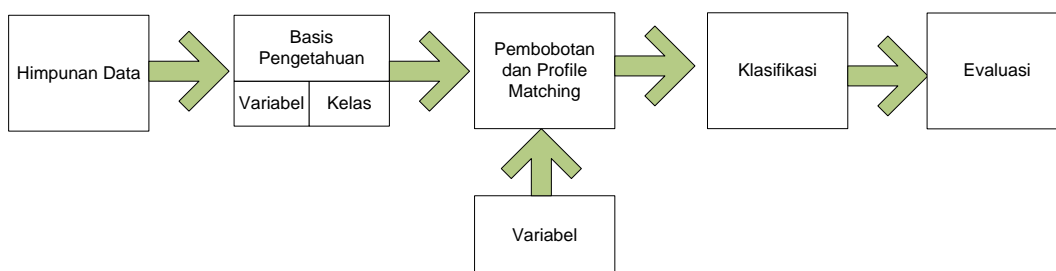 Himpunan Data
Basis
Pengetahuan
Variabel
Kelas
Pembobotan
dan Profile
Matching
Klasifikasi
Evaluasi
Variabel